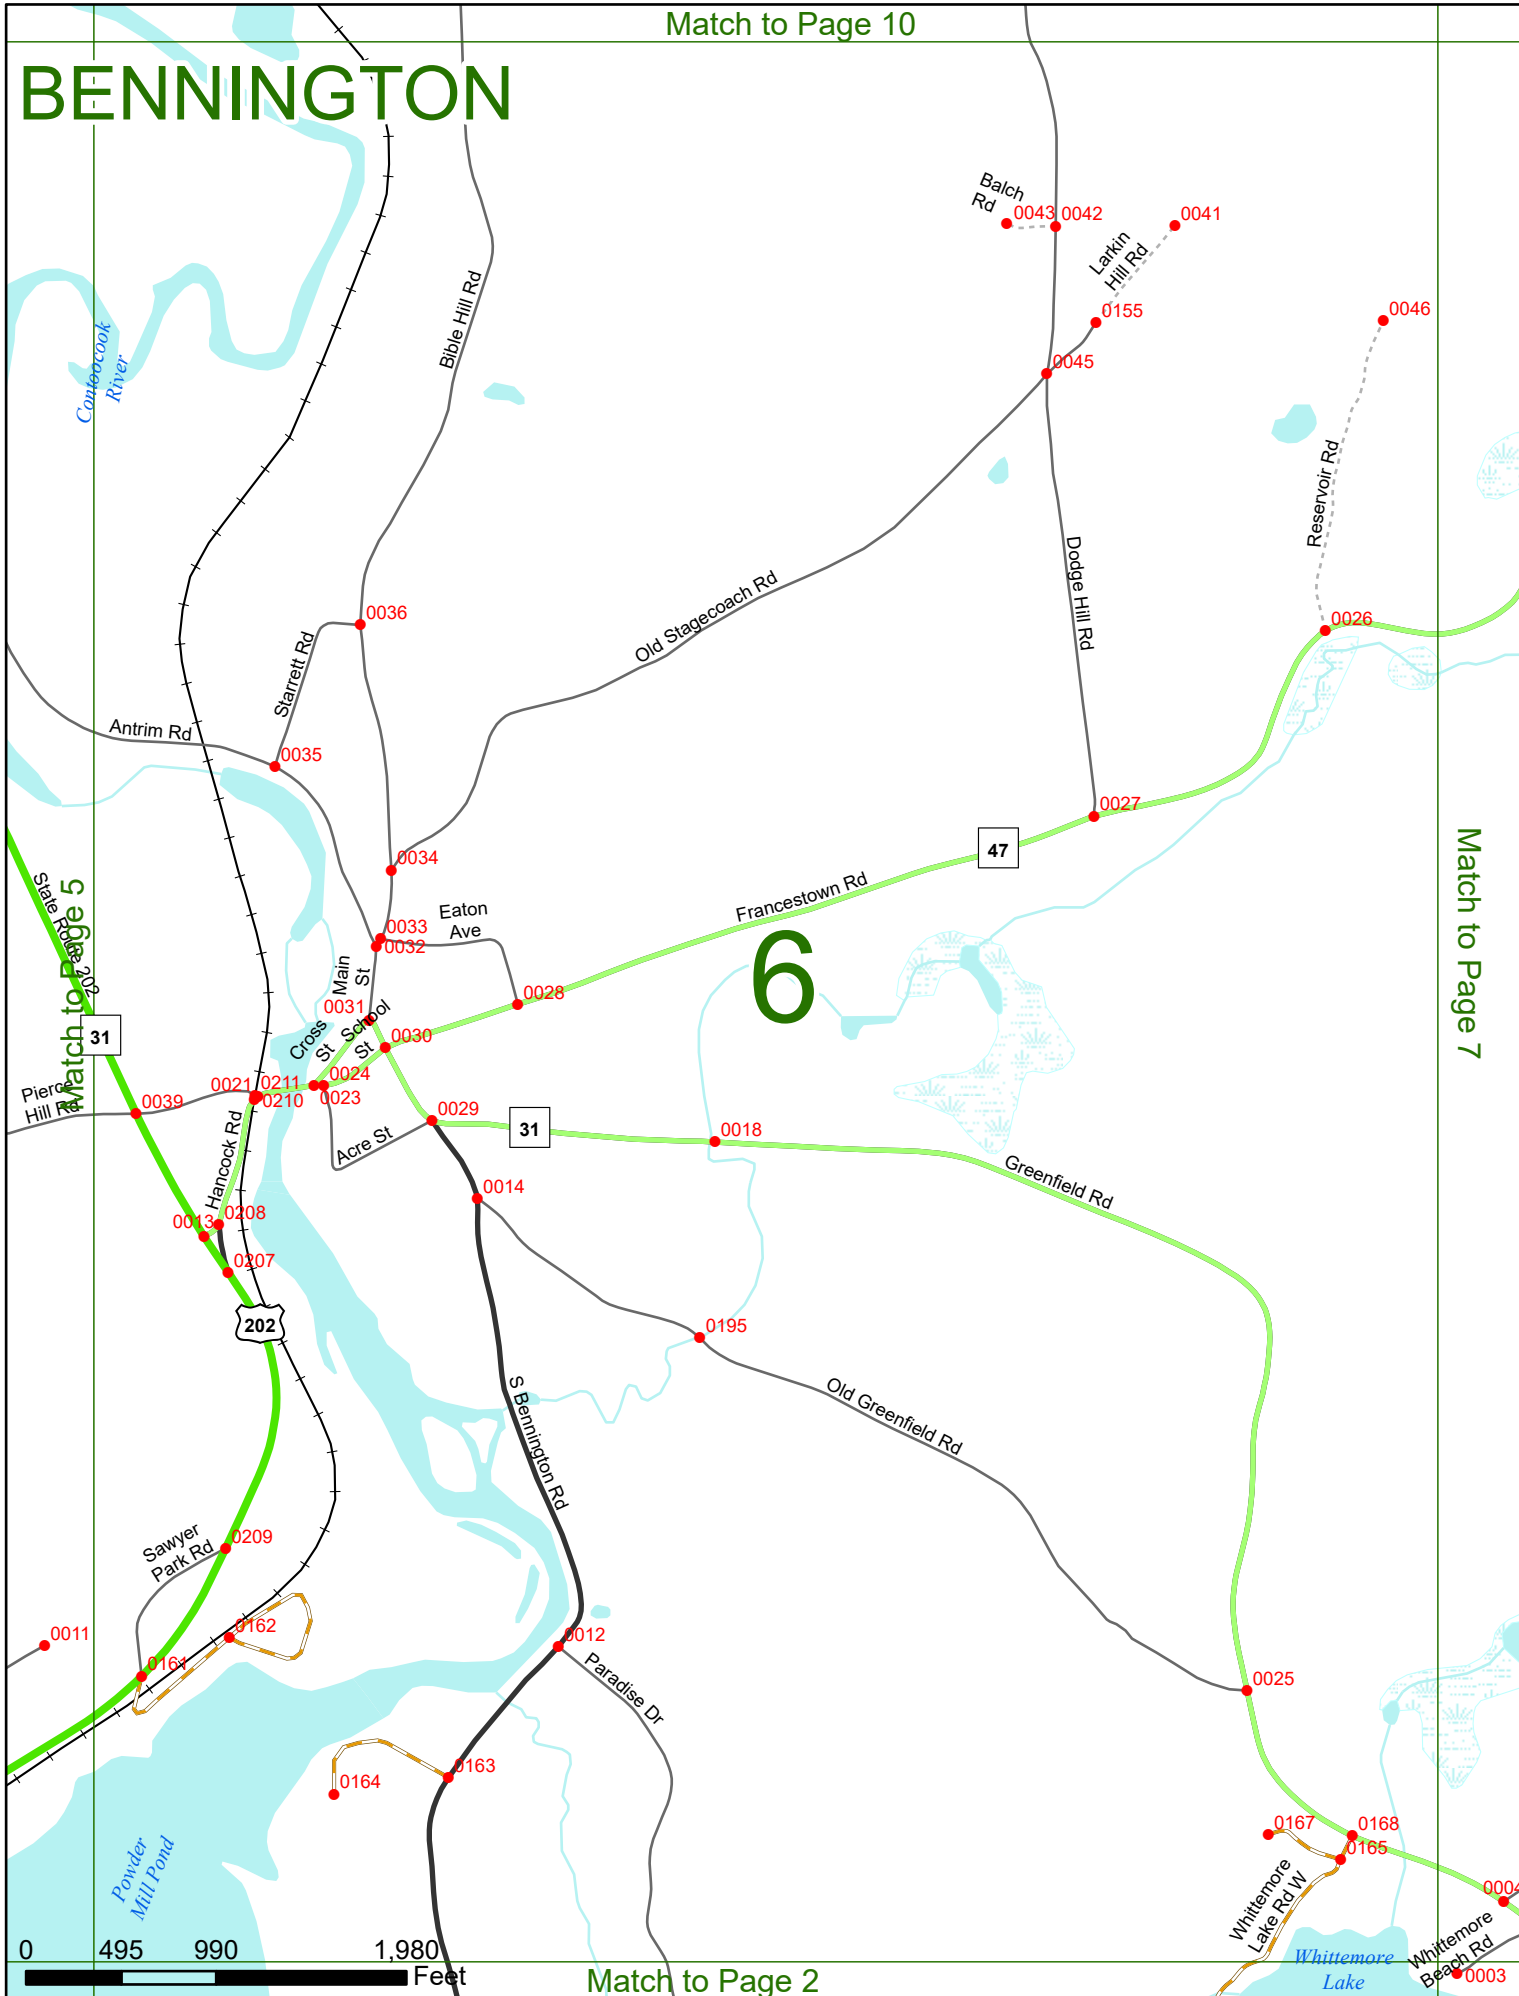 Match to Page 10
BENNINGTON
Balch
Rd
0043
0042
0041
Larkin
Hill Rd
0155
0046
0045
Contoocook
River
Bible Hill Rd
Reservoir Rd
Dodge Hill Rd
0036
Old Stagecoach Rd
0026
Starrett Rd
Antrim Rd
0035
0027
47
0034
Match to Page 7
State Route 202
Match to Page 5
Francestown Rd
Eaton
Ave
0033
0032
6
Main
St
0028
0031
School
St
Cross
St
0030
31
Pierce
Hill Rd
0039
0021
0211
0210
0024
0023
0029
31
0018
Acre St
Hancock Rd
Greenfield Rd
0014
0208
0013
0207
202
0195
S Bennington Rd
Old Greenfield Rd
0209
Sawyer
Park Rd
0162
0011
0161
0012
Paradise Dr
0025
0163
0164
0167
0168
0165
Whittemore
Lake Rd W
0004
Powder
Mill Pond
Whittemore
Beach Rd
0003
Whittemore
Lake
0 495 990 1,980
Feet
Match to Page 2